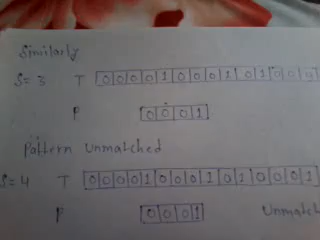 Similarly
S=3 T 0 0 0 0 1 0 0 0 1 0 1 0 0 0
P 0 0 0 1
Pattern Unmatched
S=4 T 0 0 0 0 1 0 0 0 1 0 1 0 0 0 1
P 0 0 0 1